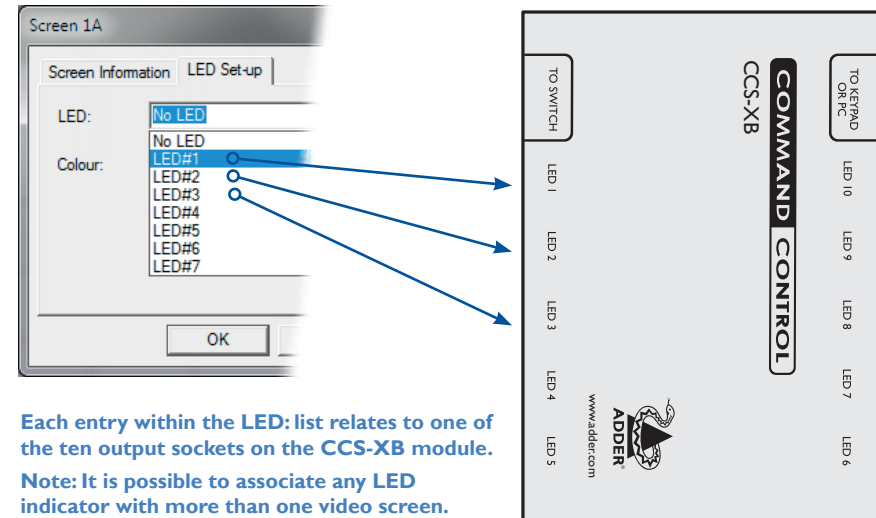 Screen 1A
Screen Information
LED Set-up
LED:
No LED
No LED
LED#1
LED#2
LED#3
LED#4
LED#5
LED#6
LED#7
Colour:
OK
Each entry within the LED: list relates to one of
the ten output sockets on the CCS-XB module.
Note: It is possible to associate any LED
indicator with more than one video screen.
TO SWITCH
LED 1
LED 2
LED 3
LED 4
LED 5
www.adder.com
ADDER®
CCS-XB
COMMAND CONTROL
TO KEYPAD
OR PC
LED 10
LED 9
LED 8
LED 7
LED 6